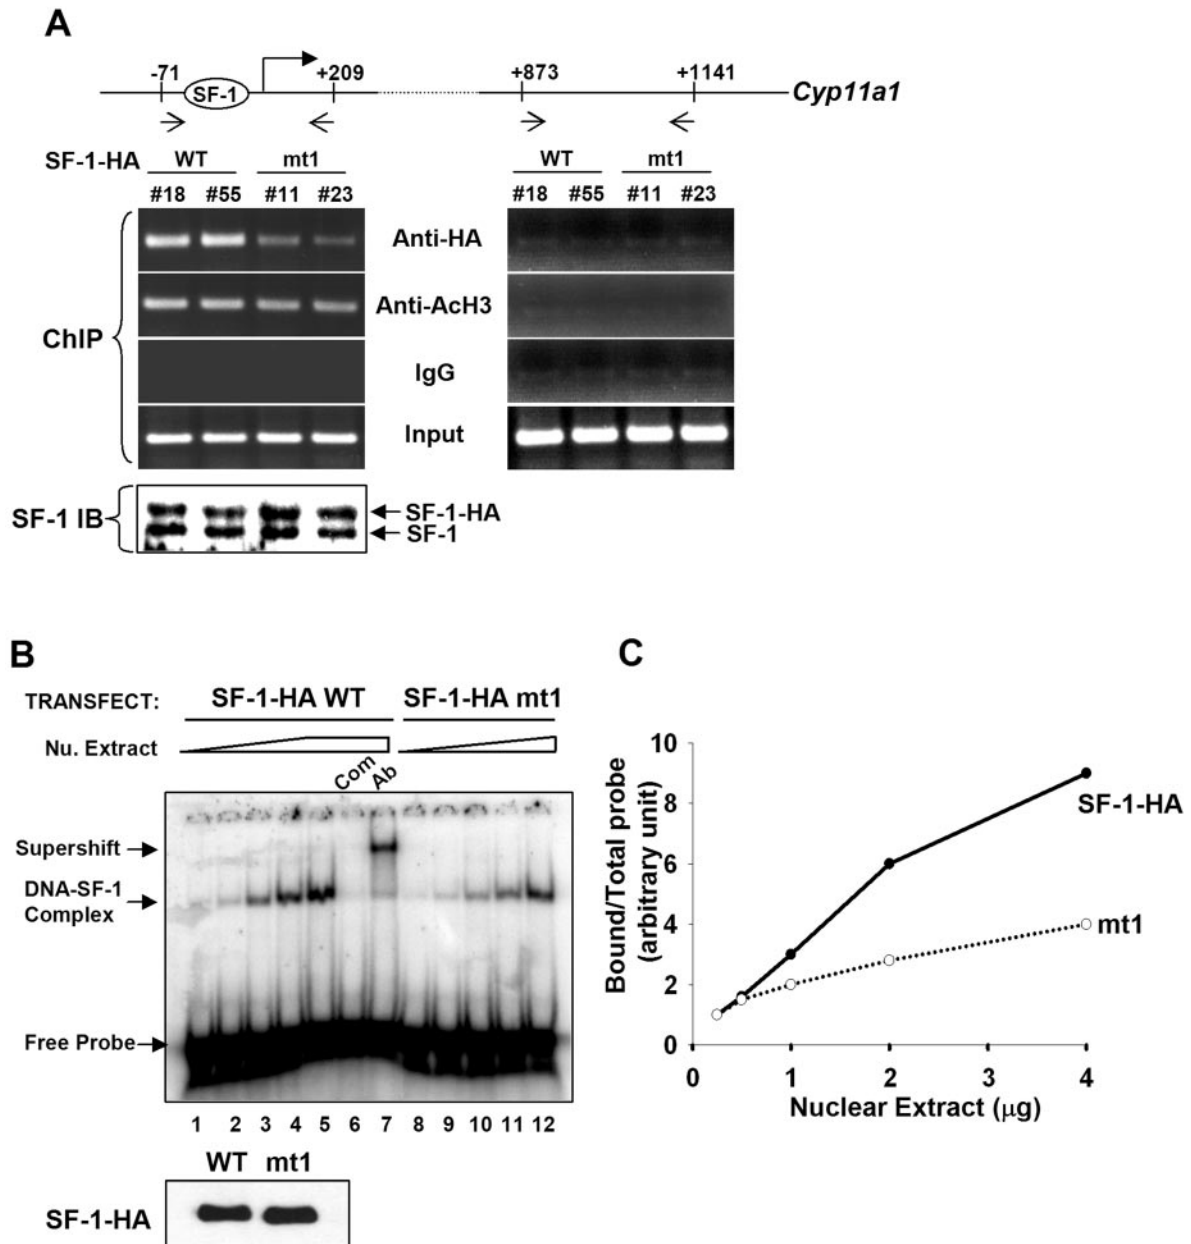 A
-71 SF-1 +209 +873 +1141 Cyp11a1
SF-1-HA WT mt1 WT mt1
#18 #55 #11 #23 #18 #55 #11 #23
Anti-HA
Anti-AcH3
ChIP
IgG
Input
SF-1 IB
SF-1-HA
SF-1
B
TRANSFECT: SF-1-HA WT SF-1-HA mt1
Nu. Extract
Com Ab
Supershift
DNA-SF-1
Complex
Free Probe
1 2 3 4 5 6 7 8 9 10 11 12
WT mt1
SF-1-HA
C
Bound/Total probe
(arbitrary unit)
10
8
6
4
2
0
SF-1-HA
mt1
0 1 2 3 4
Nuclear Extract (μg)